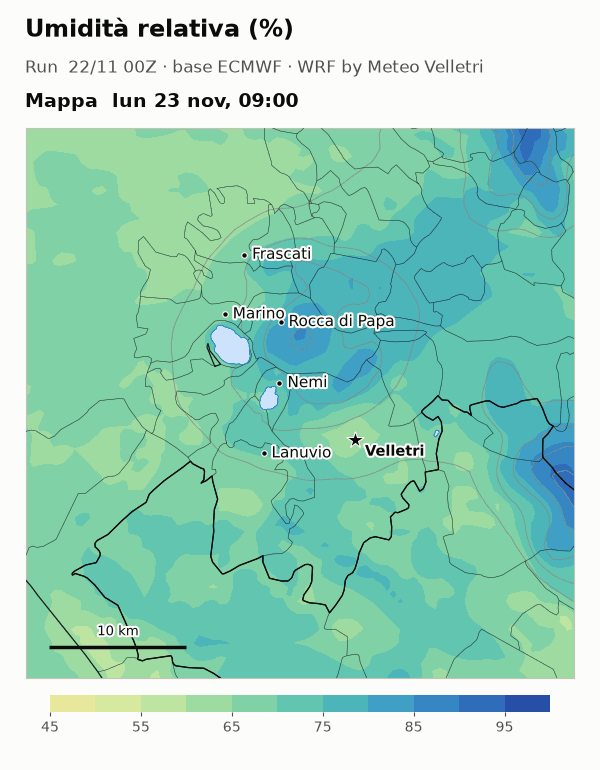 Umidità relativa (%)
Run  22/11 00Z · base ECMWF · WRF by Meteo Velletri
Mappa  lun 23 nov, 09:00
Frascati
Marino
Rocca di Papa
Nemi
Velletri
Lanuvio
10 km
45 55 65 75 85 95